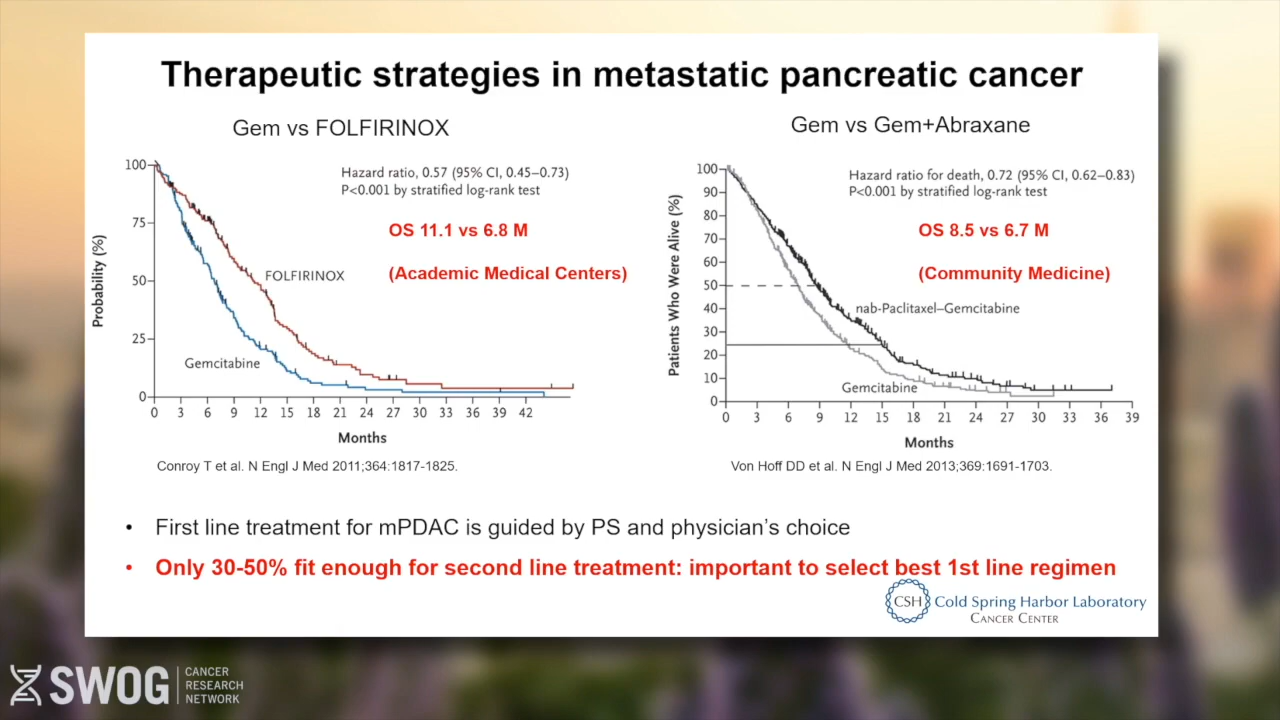 Therapeutic strategies in metastatic pancreatic cancer
Gem vs FOLFIRINOX
Probability (%)
100
75
50
25
0
Hazard ratio, 0.57 (95% CI, 0.45–0.73)
P<0.001 by stratified log-rank test
OS 11.1 vs 6.8 M
(Academic Medical Centers)
FOLFIRINOX
Gemcitabine
0 3 6 9 12 15 18 21 24 27 30 33 36 39 42
Months
Conroy T et al. N Engl J Med 2011;364:1817-1825.
Gem vs Gem+Abraxane
Patients Who Were Alive (%)
100
90
80
70
60
50
40
30
20
10
0
Hazard ratio for death, 0.72 (95% CI, 0.62–0.83)
P<0.001 by stratified log-rank test
OS 8.5 vs 6.7 M
(Community Medicine)
nab-Paclitaxel–Gemcitabine
Gemcitabine
0 3 6 9 12 15 18 21 24 27 30 33 36 39
Months
Von Hoff DD et al. N Engl J Med 2013;369:1691-1703.
• First line treatment for mPDAC is guided by PS and physician's choice
• Only 30-50% fit enough for second line treatment: important to select best 1st line regimen
CSH Cold Spring Harbor Laboratory
CANCER CENTER
SWOG
CANCER
RESEARCH
NETWORK